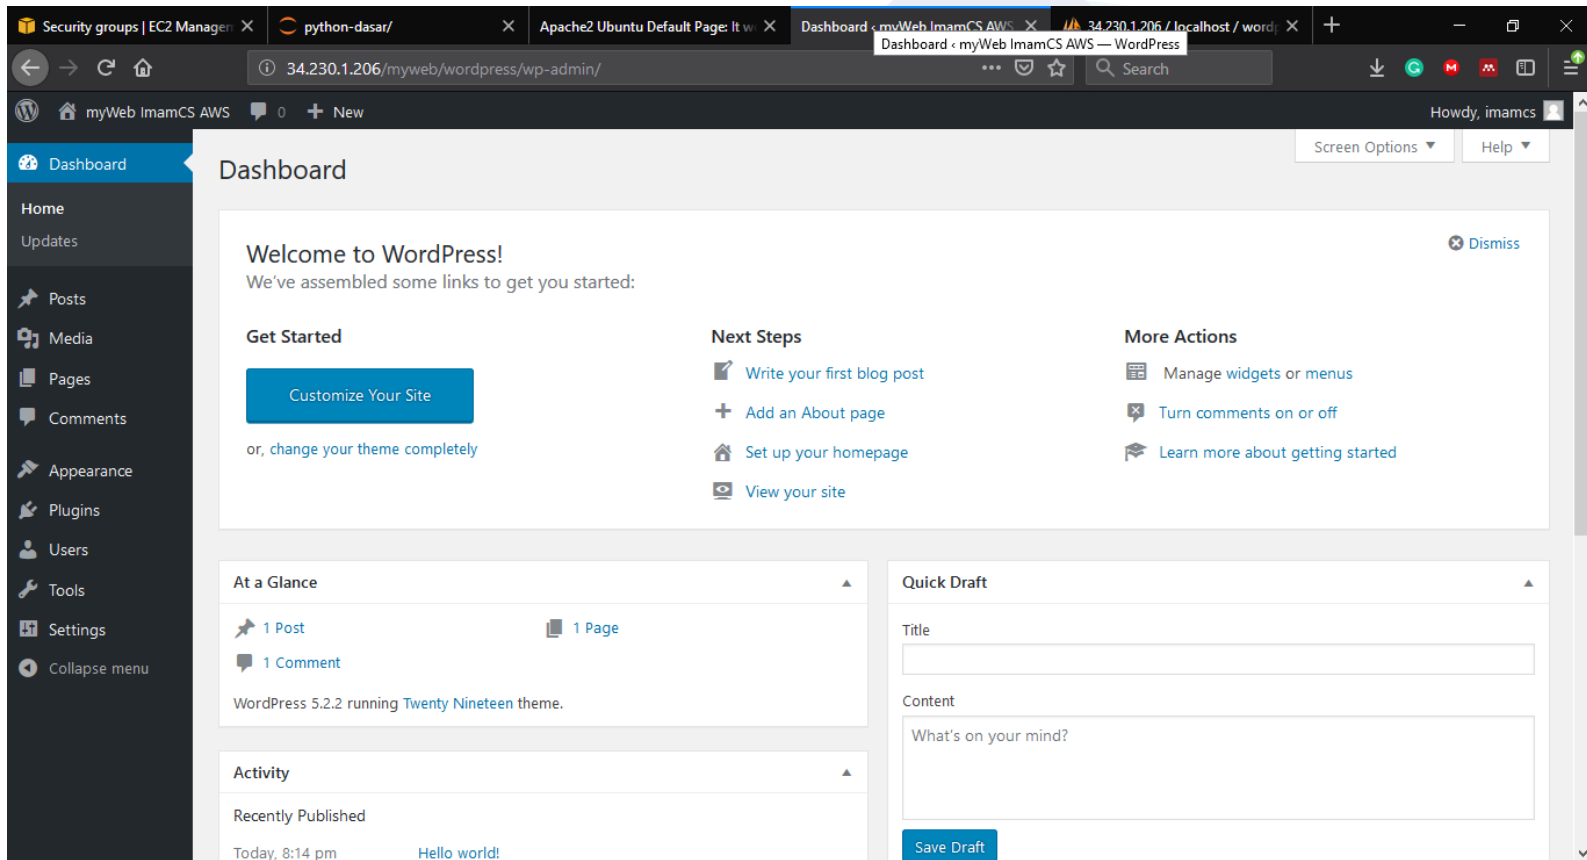 Security groups | EC2 Manager
python-dasar/
Apache2 Ubuntu Default Page: It w
Dashboard ‹ myWeb ImamCS AWS
34.230.1.206 / localhost / wordp
Dashboard ‹ myWeb ImamCS AWS — WordPress
34.230.1.206/myweb/wordpress/wp-admin/
Search
myWeb ImamCS AWS 0 + New
Howdy, imamcs
Dashboard
Home
Updates
Posts
Media
Pages
Comments
Appearance
Plugins
Users
Tools
Settings
Collapse menu
Screen Options ▼
Help ▼
Dashboard
Welcome to WordPress!
We've assembled some links to get you started:
Dismiss
Get Started
Customize Your Site
or, change your theme completely
Next Steps
Write your first blog post
Add an About page
Set up your homepage
View your site
More Actions
Manage widgets or menus
Turn comments on or off
Learn more about getting started
At a Glance
1 Post
1 Page
1 Comment
WordPress 5.2.2 running Twenty Nineteen theme.
Activity
Recently Published
Today, 8:14 pm Hello world!
Quick Draft
Title
Content
What's on your mind?
Save Draft